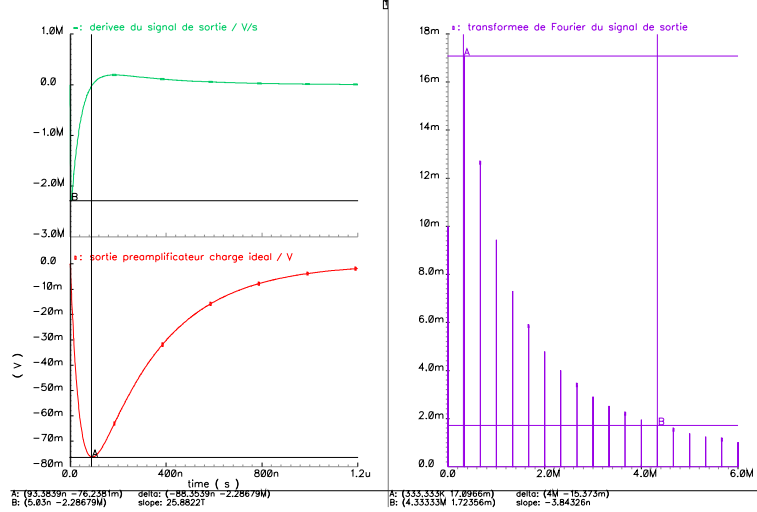 1
-: derivee du signal de sortie / V/s
1.0M
0.0
-1.0M
-2.0M
-3.0M
B
-: sortie preamplificateur charge ideal / V
0.0
-10m
-20m
-30m
-40m
-50m
-60m
-70m
-80m
(V)
A
0.0 400n 800n 1.2u
time (s)
A: (93.3839n -76.2381m) delta: (-88.3539n -2.28679M)
B: (5.03n -2.28679M) slope: 25.8822T
: transformee de Fourier du signal de sortie
18m
14m
10m
8.0m
6.0m
4.0m
2.0m
0.0
A
B
0.0 2.0M 4.0M 6.0M
A: (333.333K 17.0966m) delta: (4M -15.373m)
B: (4.33333M 1.72356m) slope: -3.84326n